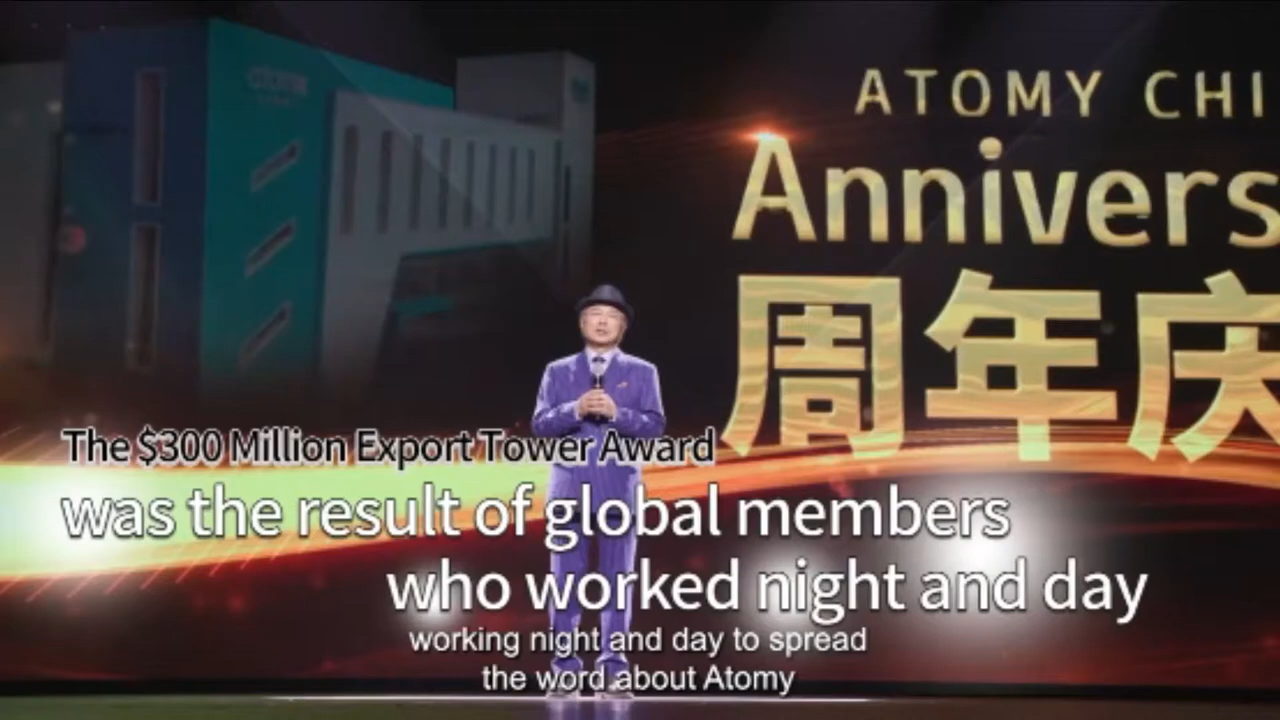 ATOMY CHI
Annivers
周年庆
The $300 Million Export Tower Award
was the result of global members
who worked night and day
working night and day to spread
the word about Atomy